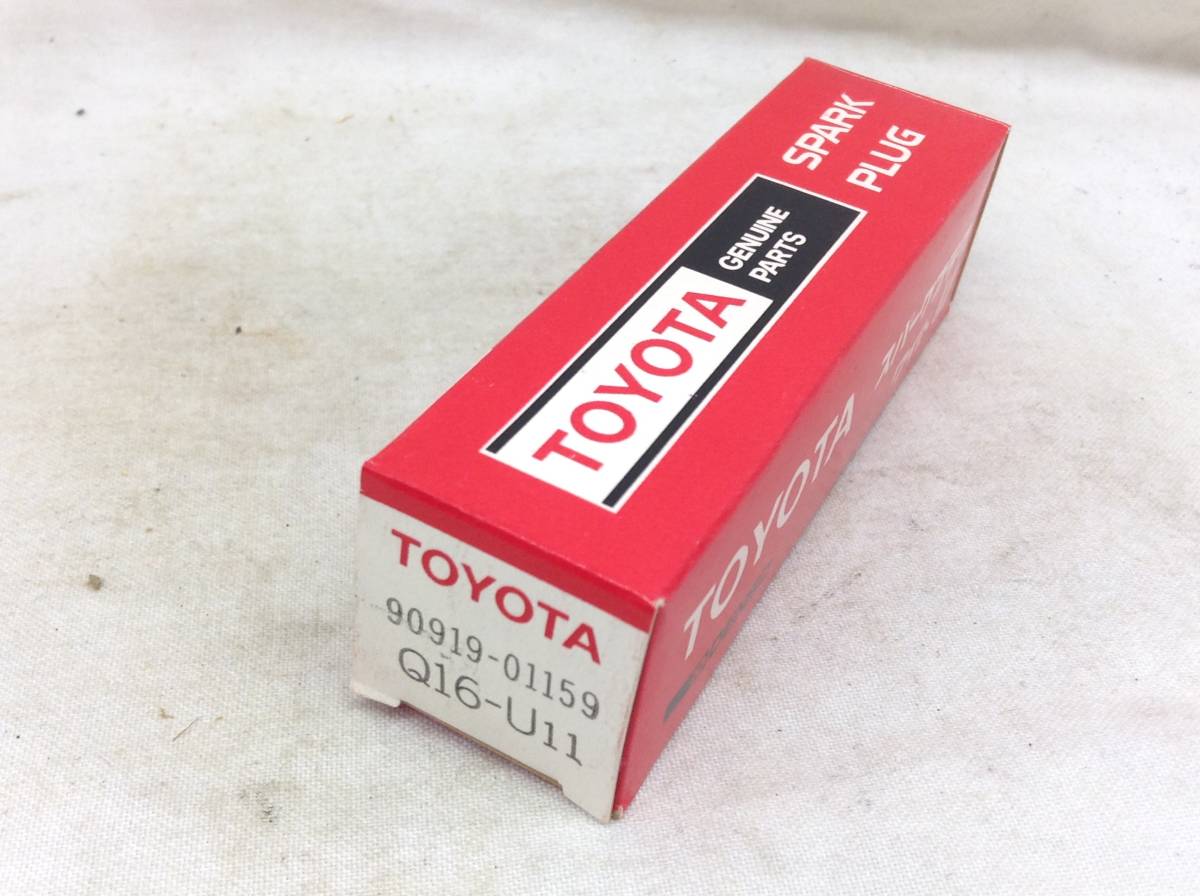 SPARK
PLUG
TOYOTA
GENUINE
PARTS
TOYOTA
90919-01159
Q16-U11
TOYOTA